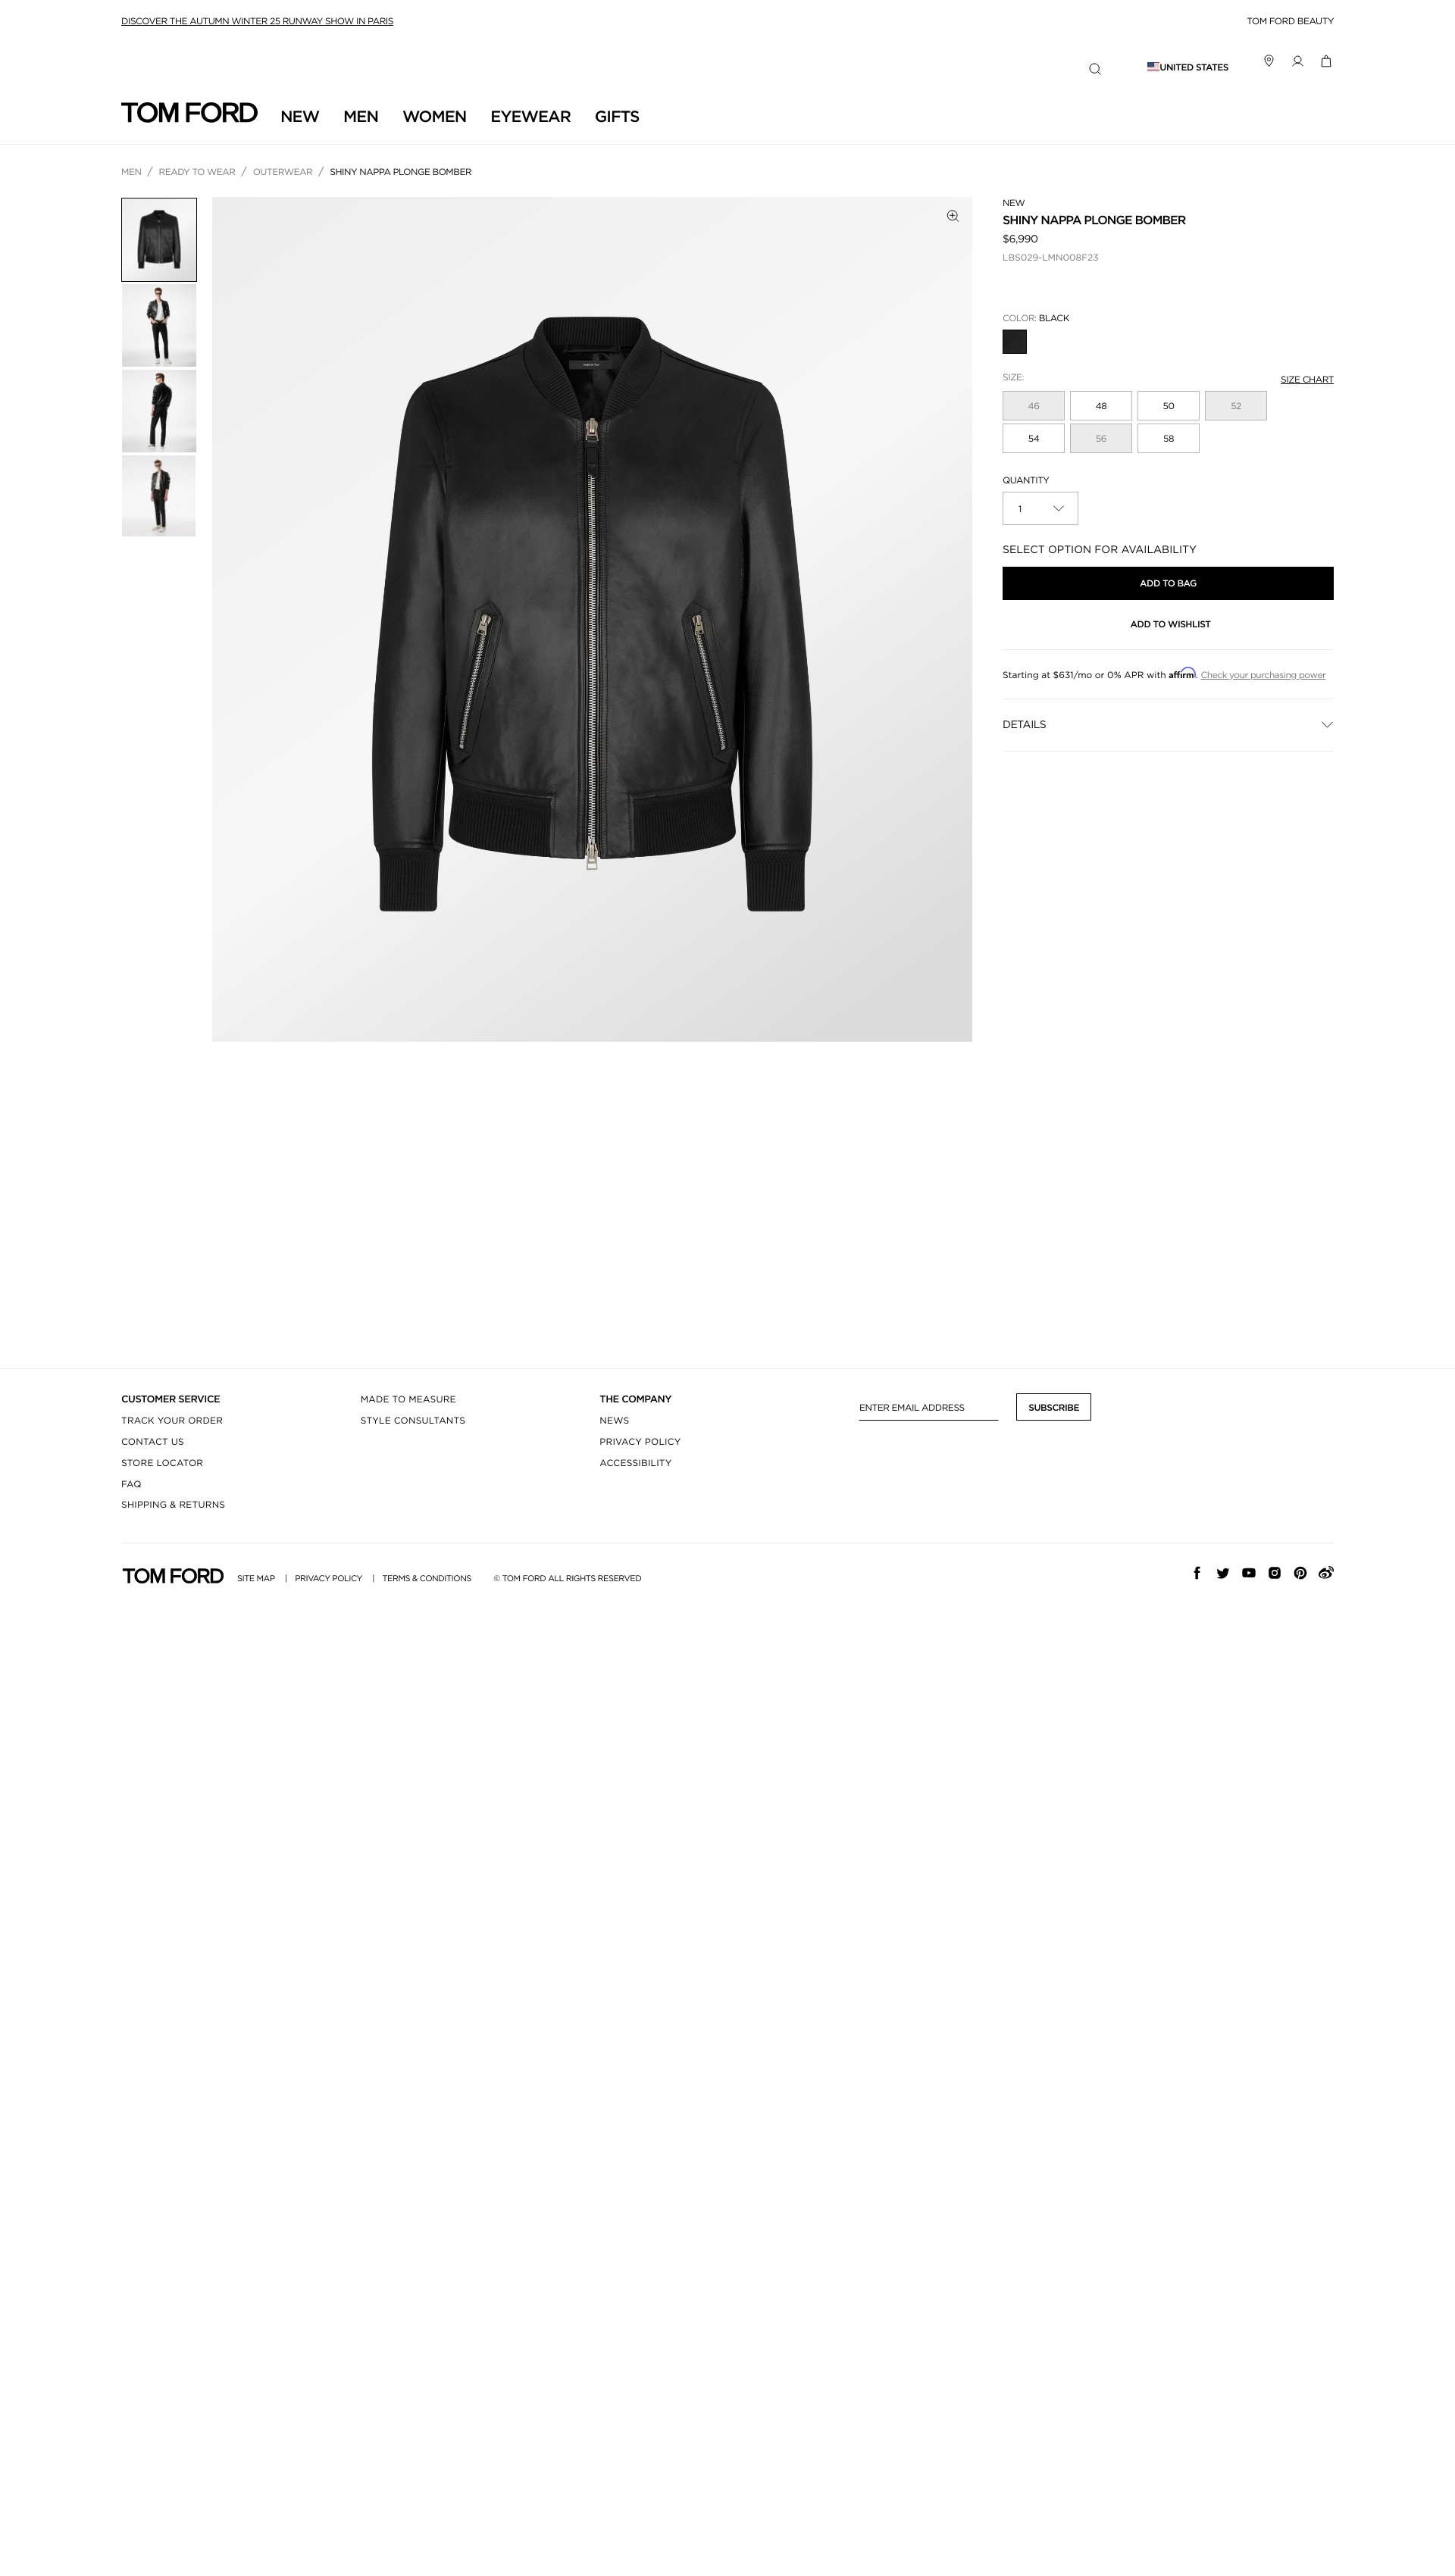 DISCOVER THE AUTUMN WINTER 25 RUNWAY SHOW IN PARIS
TOM FORD BEAUTY
UNITED STATES
TOM FORD NEW MEN WOMEN EYEWEAR GIFTS
MEN / READY TO WEAR / OUTERWEAR / SHINY NAPPA PLONGE BOMBER
NEW
SHINY NAPPA PLONGE BOMBER
$6,990
LBS029-LMN008F23
COLOR: BLACK
SIZE:
SIZE CHART
46 48 50 52
54 56 58
QUANTITY
1
SELECT OPTION FOR AVAILABILITY
ADD TO BAG
ADD TO WISHLIST
Starting at $631/mo or 0% APR with affirm. Check your purchasing power
DETAILS
CUSTOMER SERVICE
TRACK YOUR ORDER
CONTACT US
STORE LOCATOR
FAQ
SHIPPING & RETURNS
MADE TO MEASURE
STYLE CONSULTANTS
THE COMPANY
NEWS
PRIVACY POLICY
ACCESSIBILITY
ENTER EMAIL ADDRESS
SUBSCRIBE
TOM FORD SITE MAP | PRIVACY POLICY | TERMS & CONDITIONS © TOM FORD ALL RIGHTS RESERVED